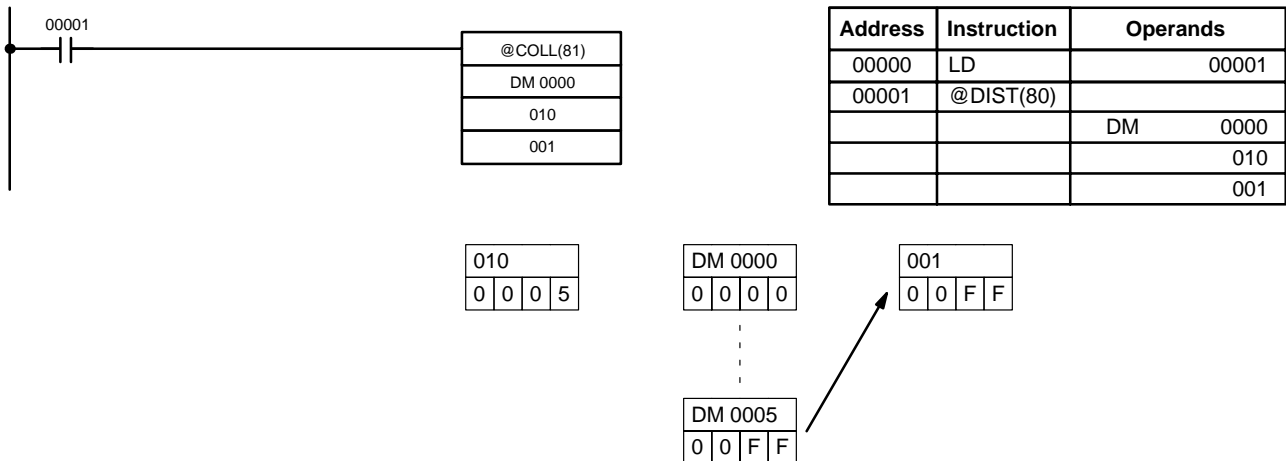 00001
@COLL(81)
DM 0000
010
001
Address Instruction Operands
00000 LD 00001
00001 @DIST(80)
DM 0000
010
001
010
0 0 0 5
DM 0000
0 0 0 0
001
0 0 F F
DM 0005
0 0 F F